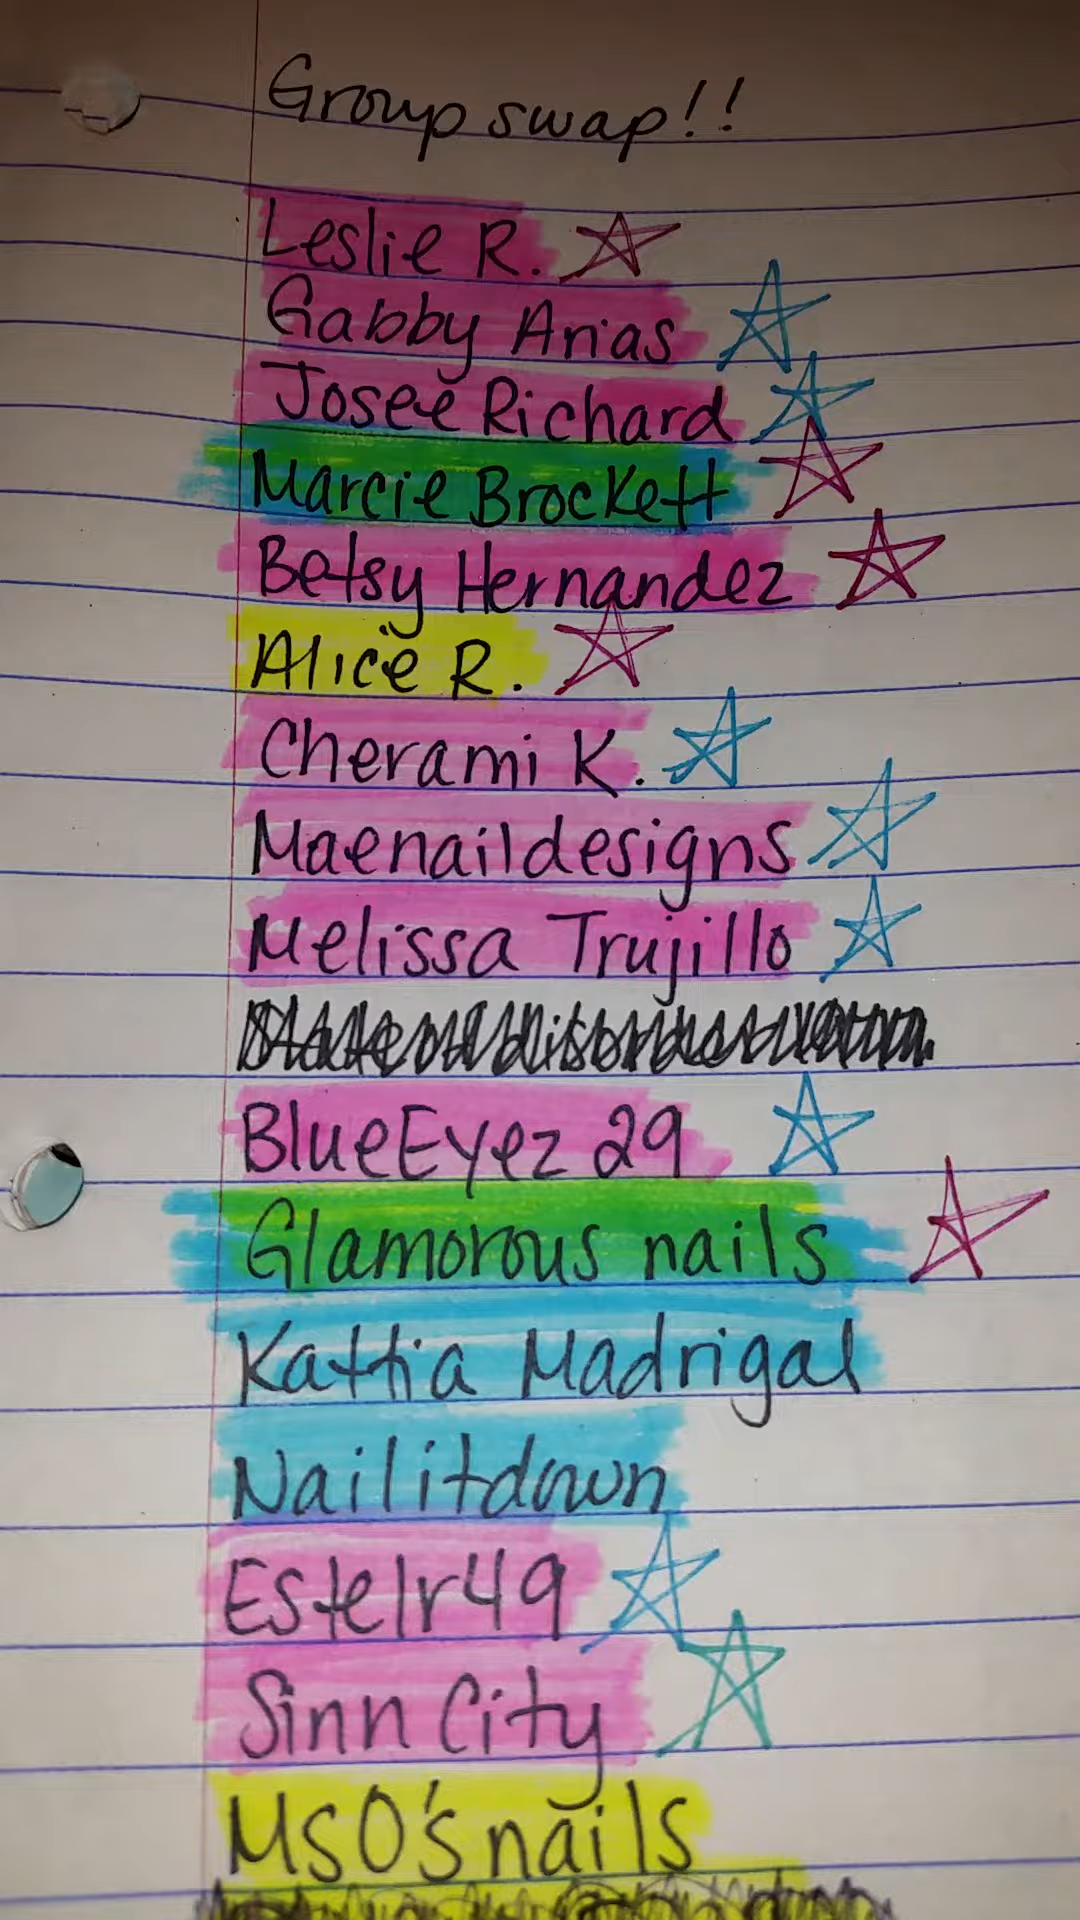 Group swap!!
Leslie R.
Gabby Arias
Josee Richard
Marcie Brockett
Betsy Hernandez
Alice R.
Cherami K.
Maenaildesigns
Melissa Trujillo
BlueEyez 29
Glamorous nails
Kattia Madrigal
Nailitdown
Estelr49
Sinn City
MsO's nails